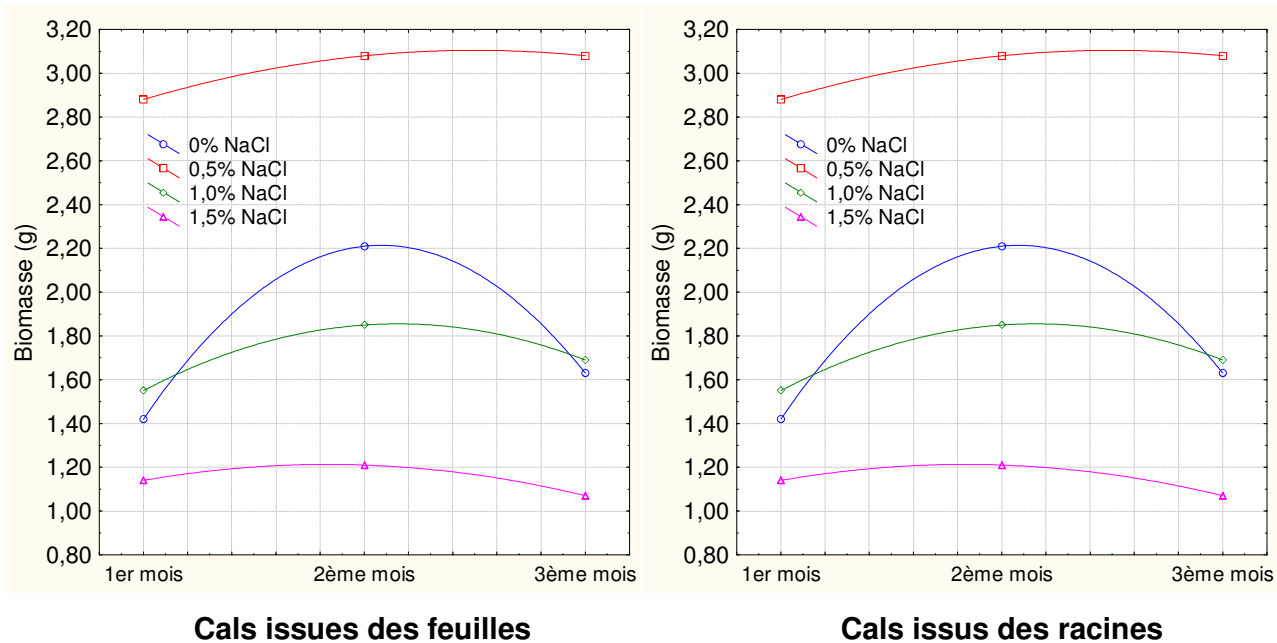 3,20
3,00
2,80
2,60
2,40
2,20
2,00
1,80
1,60
1,40
1,20
1,00
0,80
Biomasse (g)
0% NaCl
0,5% NaCl
1,0% NaCl
1,5% NaCl
1er mois 2ème mois 3ème mois
Cals issues des feuilles
3,20
3,00
2,80
2,60
2,40
2,20
2,00
1,80
1,60
1,40
1,20
1,00
0,80
Biomasse (g)
0% NaCl
0,5% NaCl
1,0% NaCl
1,5% NaCl
1er mois 2ème mois 3ème mois
Cals issus des racines